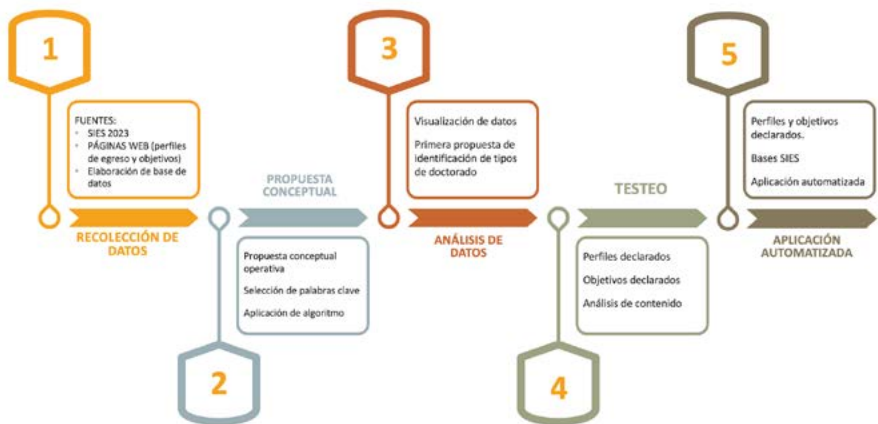 1
FUENTES:
• SIES 2023
• PÁGINAS WEB (perfiles
de egreso y objetivos)
• Elaboración de base de
datos
RECOLECCIÓN DE
DATOS
PROPUESTA
CONCEPTUAL
Propuesta conceptual
operativa
Selección de palabras clave
Aplicación de algoritmo
2
3
Visualización de datos
Primera propuesta de
identificación de tipos
de doctorado
ANÁLISIS DE
DATOS
TESTEO
Perfiles declarados
Objetivos declarados
Análisis de contenido
4
5
Perfiles y objetivos
declarados.
Bases SIES
Aplicación automatizada
APLICACIÓN
AUTOMATIZADA